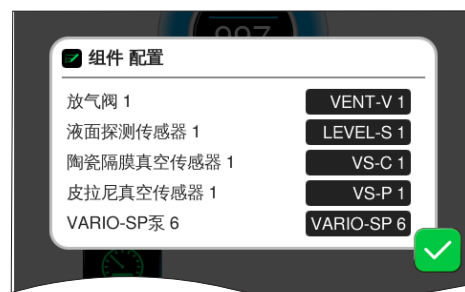 997
组件 配置
放气阀 1 VENT-V 1
液面探测传感器 1 LEVEL-S 1
陶瓷隔膜真空传感器 1 VS-C 1
皮拉尼真空传感器 1 VS-P 1
VARIO-SP泵 6 VARIO-SP 6